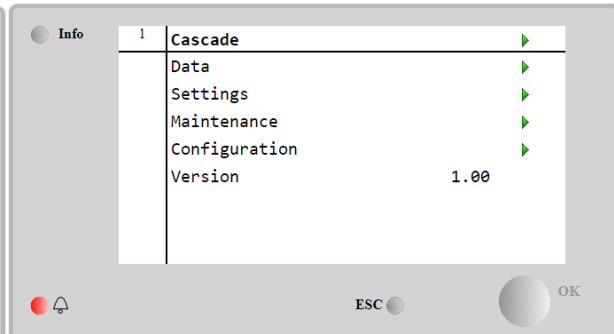 Info
1 Cascade
Data
Settings
Maintenance
Configuration
Version 1.00
ESC
OK